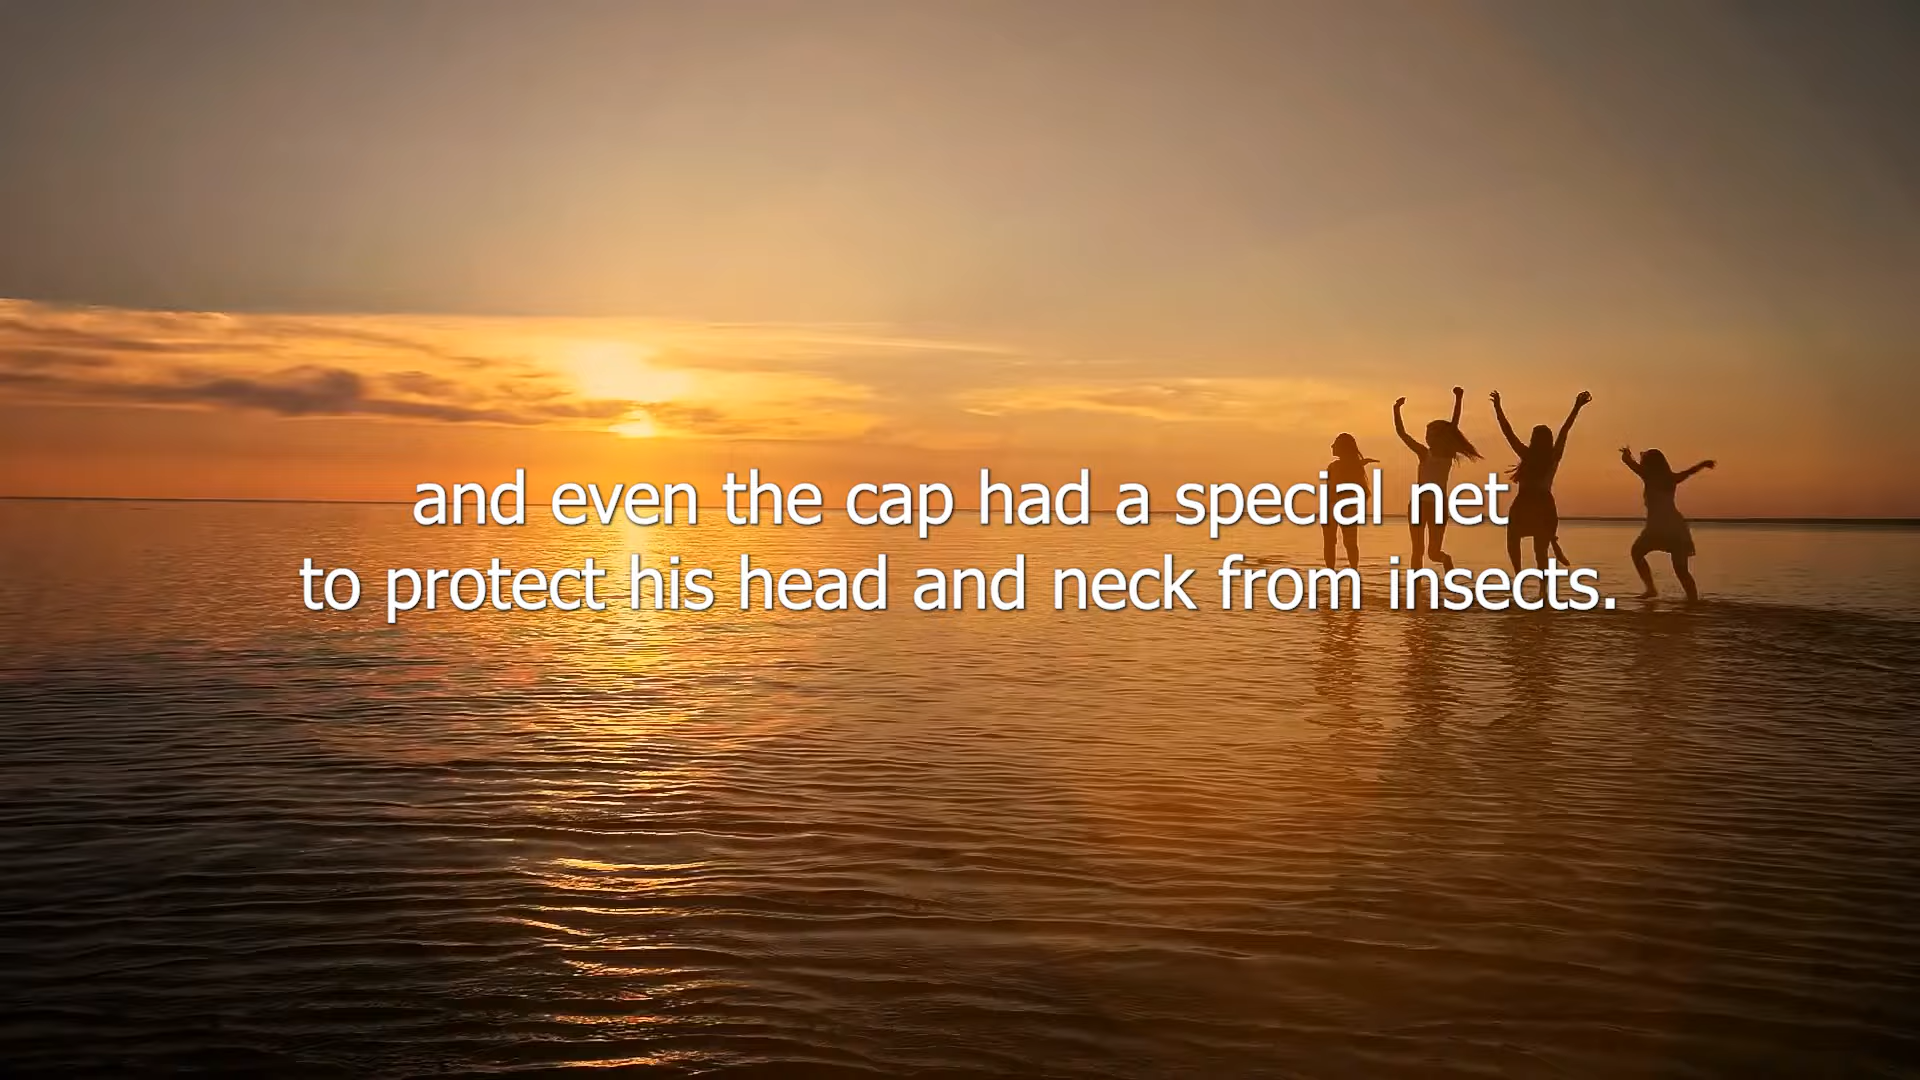 and even the cap had a special net
to protect his head and neck from insects.